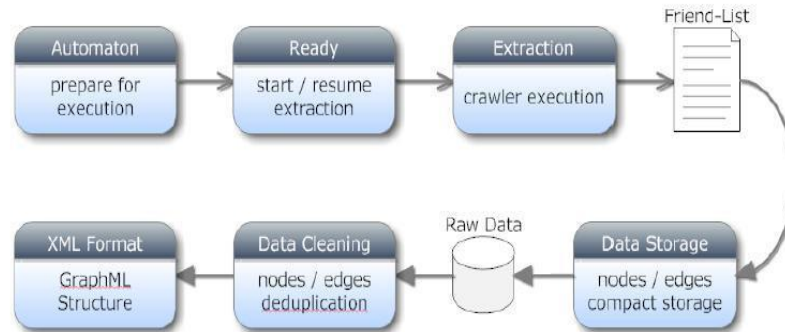 Friend-List
Automaton
prepare for
execution
Ready
start / resume
extraction
Extraction
crawler execution
XML Format
GraphML
Structure
Data Cleaning
nodes / edges
deduplication
Raw Data
Data Storage
nodes / edges
compact storage